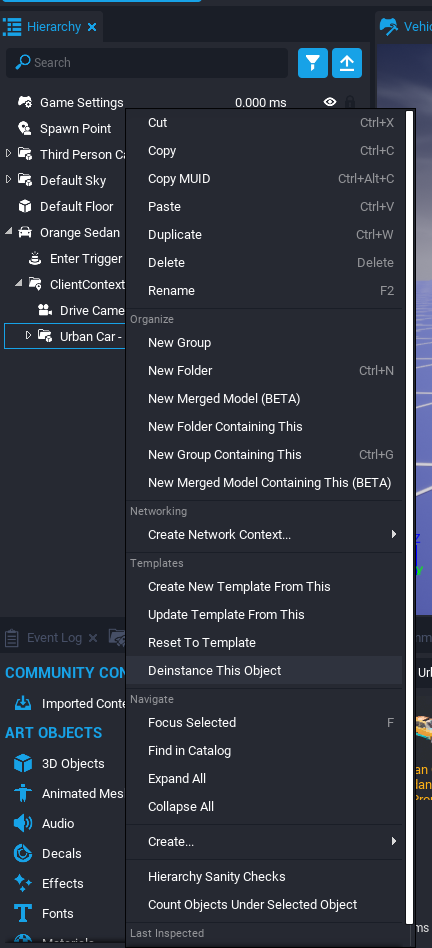 Hierarchy
Search
Game Settings 0.000 ms
Spawn Point
Third Person Ca
Default Sky
Default Floor
Orange Sedan
Enter Trigger
ClientContext
Drive Came
Urban Car -
Cut Ctrl+X
Copy Ctrl+C
Copy MUID Ctrl+Alt+C
Paste Ctrl+V
Duplicate Ctrl+W
Delete Delete
Rename F2
Organize
New Group
New Folder Ctrl+N
New Merged Model (BETA)
New Folder Containing This
New Group Containing This Ctrl+G
New Merged Model Containing This (BETA)
Networking
Create Network Context...
Templates
Create New Template From This
Update Template From This
Reset To Template
Deinstance This Object
Navigate
Focus Selected F
Find in Catalog
Expand All
Collapse All
Create...
Hierarchy Sanity Checks
Count Objects Under Selected Object
Last Inspected
Event Log
COMMUNITY CON
Imported Conte
ART OBJECTS
3D Objects
Animated Mes
Audio
Decals
Effects
Fonts
Materials
Vehic
Z
Y
Url
ms